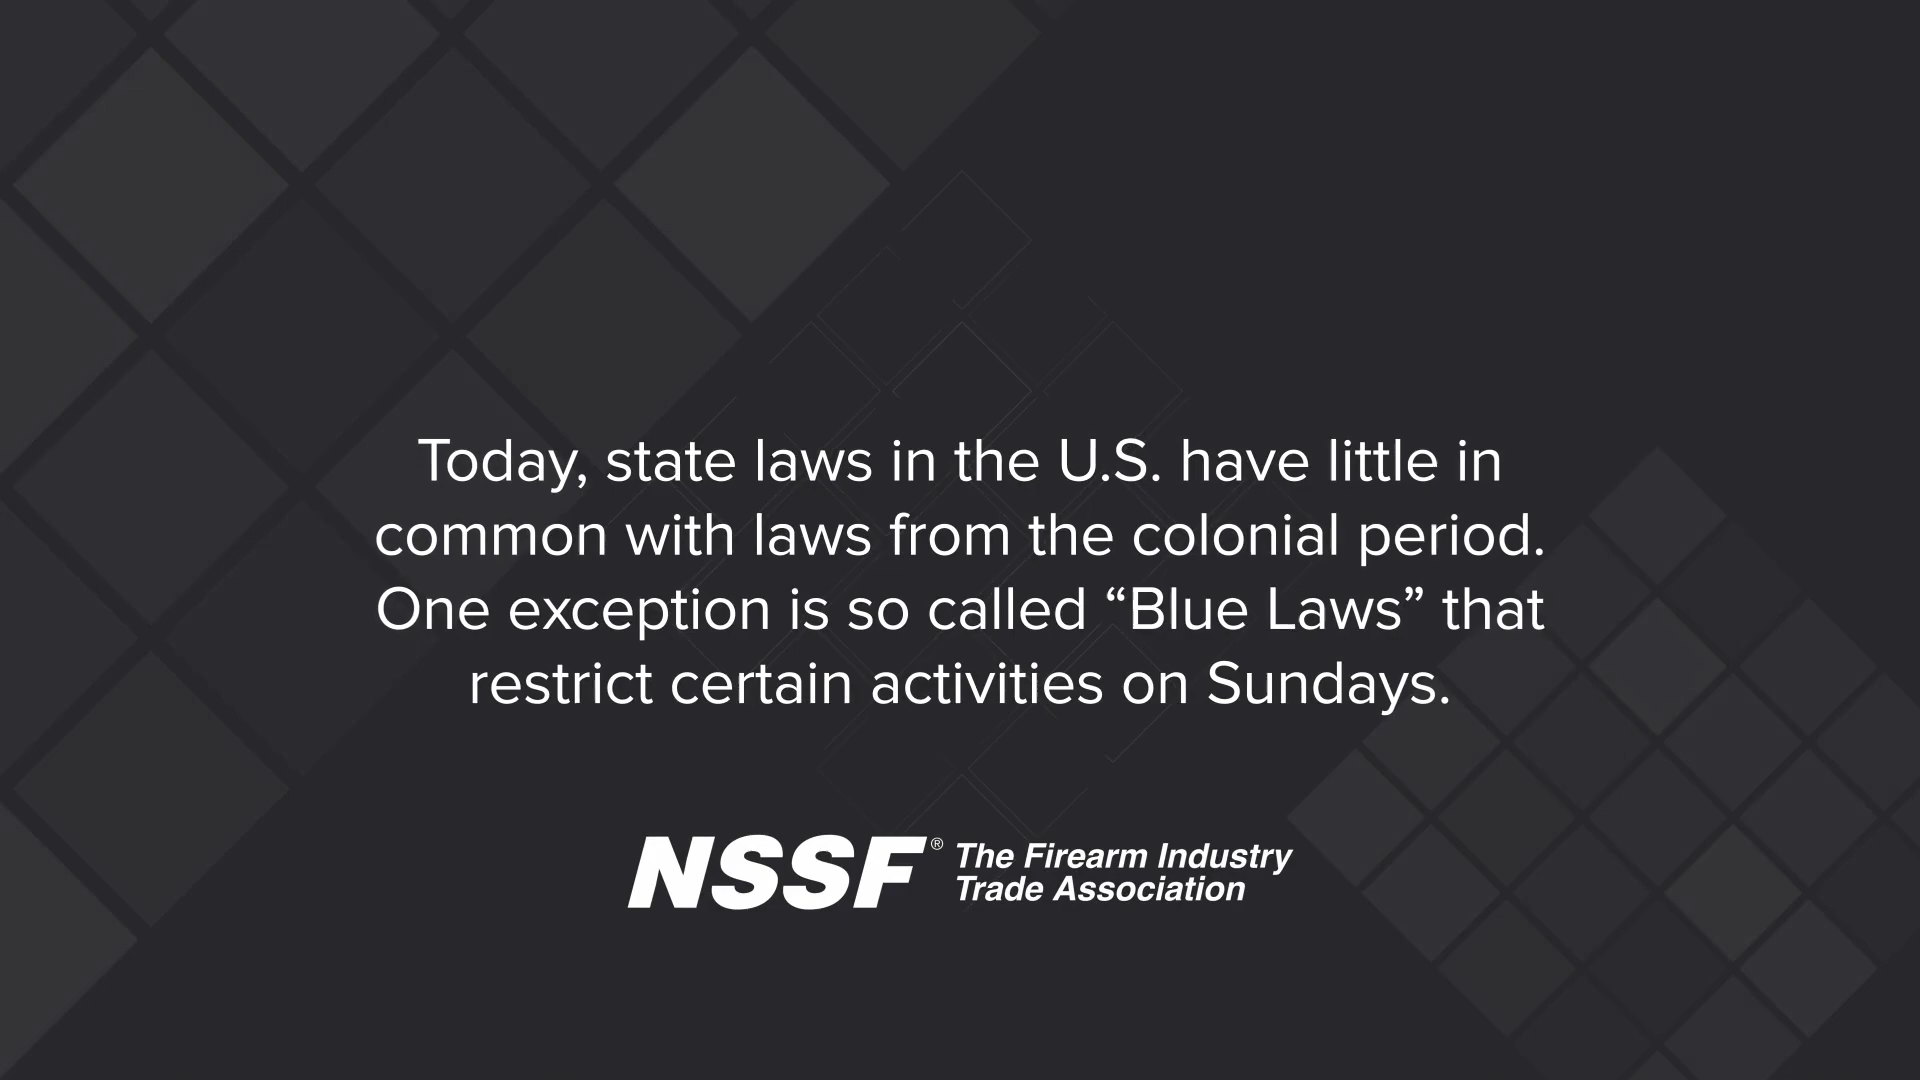 Today, state laws in the U.S. have little in
common with laws from the colonial period.
One exception is so called “Blue Laws” that
restrict certain activities on Sundays.
NSSF® The Firearm Industry
Trade Association